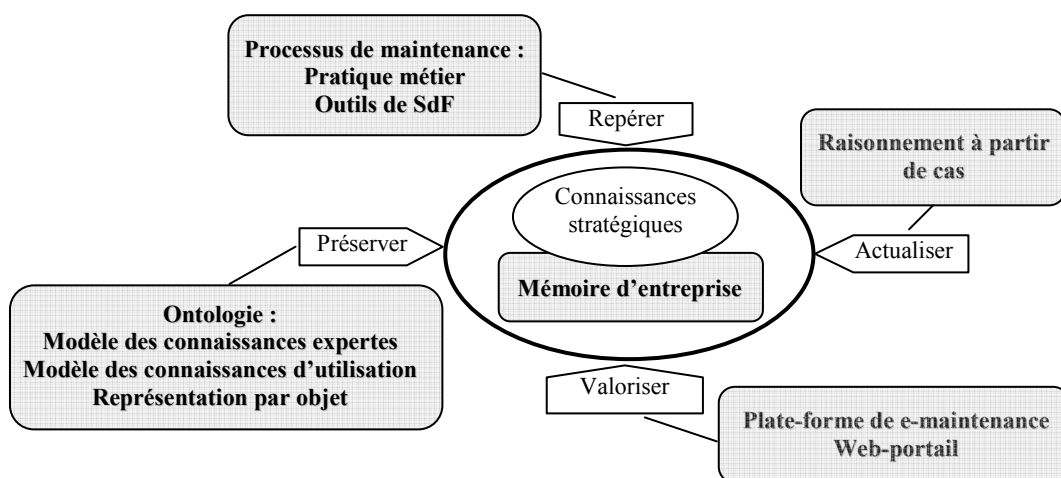 Processus de maintenance :
Pratique métier
Outils de SdF
Repérer
Raisonnement à partir
de cas
Connaissances
stratégiques
Préserver
Actualiser
Mémoire d’entreprise
Ontologie :
Modèle des connaissances expertes
Modèle des connaissances d’utilisation
Représentation par objet
Valoriser
Plate-forme de e-maintenance
Web-portail